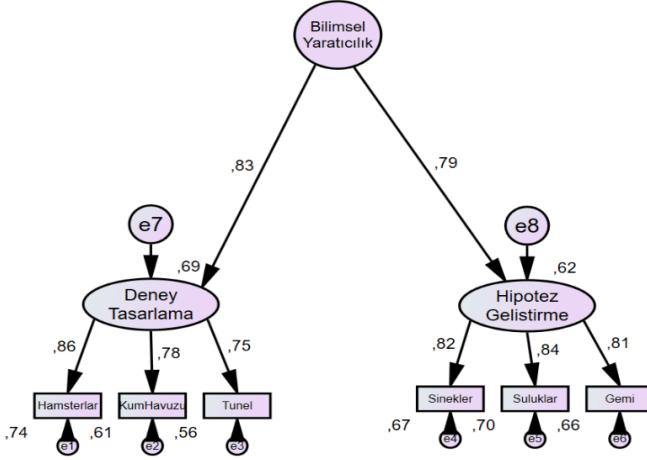 Bilimsel
Yaratıcılık
,83
,79
e7
e8
,69
,62
Deney
Tasarlama
Hipotez
Gelistirme
,86
,78
,75
,82
,84
,81
Hamsterlar
KumHavuzu
Tunel
Sinekler
Suluklar
Gemi
,74
,61
,56
,67
,70
,66
e1
e2
e3
e4
e5
e6